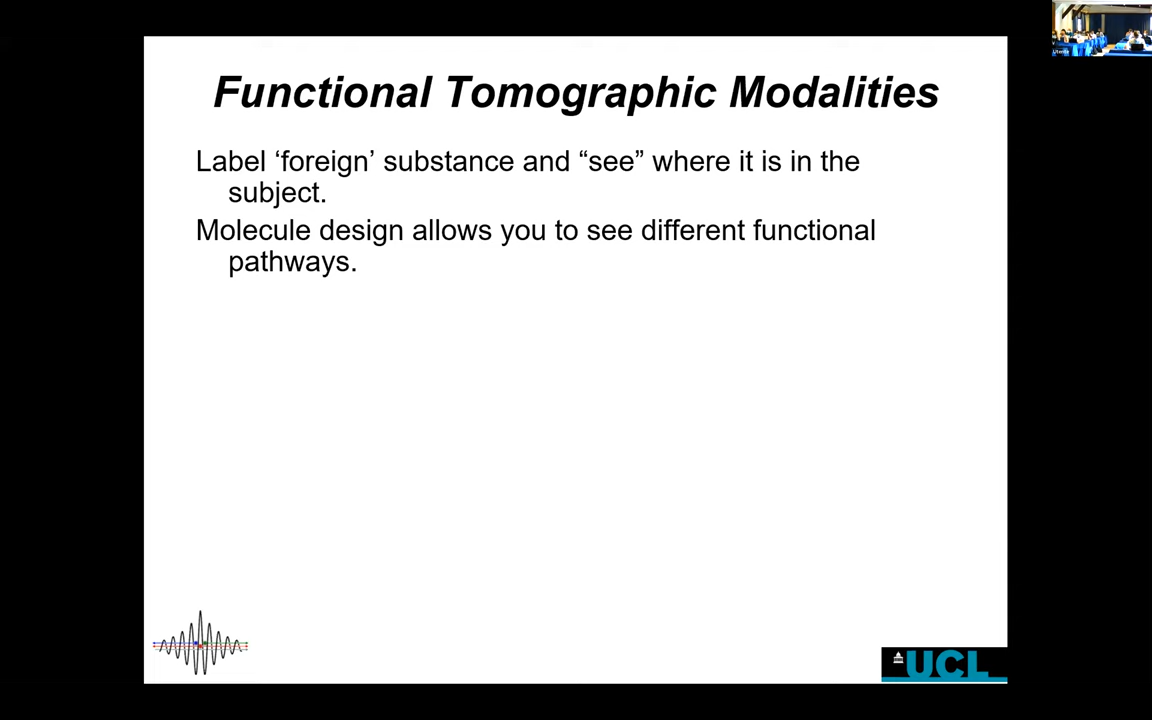 Functional Tomographic Modalities
Label ‘foreign’ substance and “see” where it is in the
subject.
Molecule design allows you to see different functional
pathways.
UCL